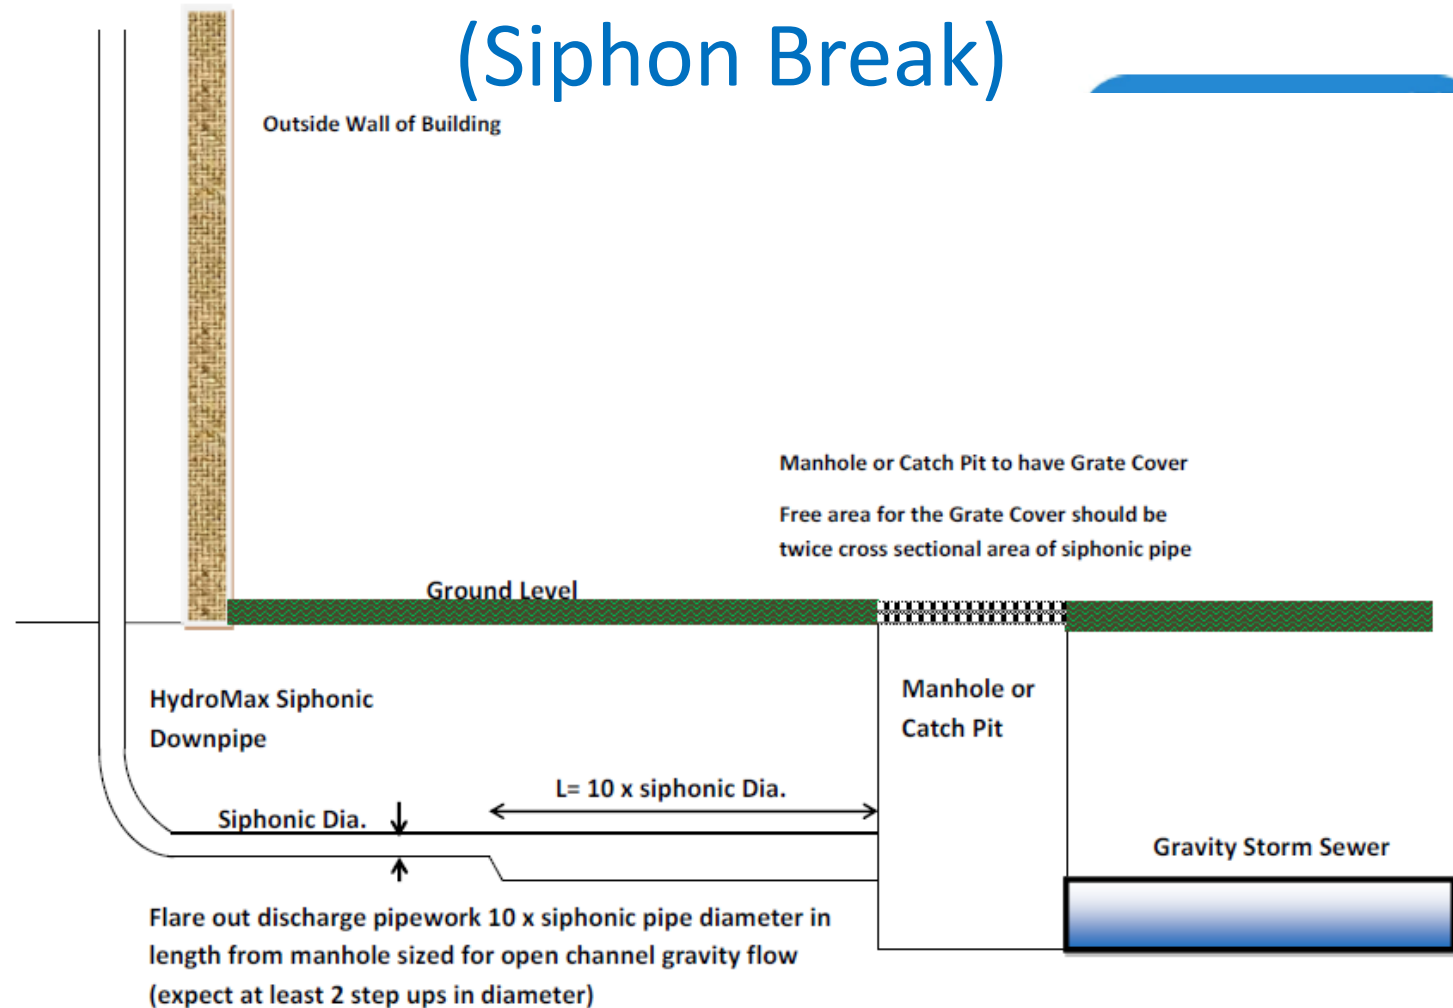 (Siphon Break)
Outside Wall of Building
Manhole or Catch Pit to have Grate Cover
Free area for the Grate Cover should be
twice cross sectional area of siphonic pipe
Ground Level
HydroMax Siphonic
Downpipe
Manhole or
Catch Pit
L= 10 x siphonic Dia.
Siphonic Dia.
Gravity Storm Sewer
Flare out discharge pipework 10 x siphonic pipe diameter in
length from manhole sized for open channel gravity flow
(expect at least 2 step ups in diameter)